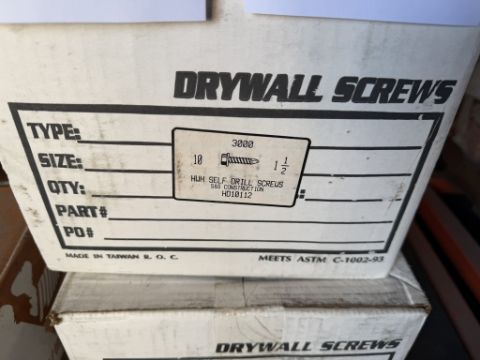 DRYWALL SCREWS
TYPE:
SIZE:
QTY:
PART#
PO#
3000
10 1 1/2
HWH SELF DRILL SCREWS
S&G CONSTRUCTION
HD10112
MADE IN TAIWAN R. O. C. MEETS ASTM C-1002-93
DRYWALL SCREWS